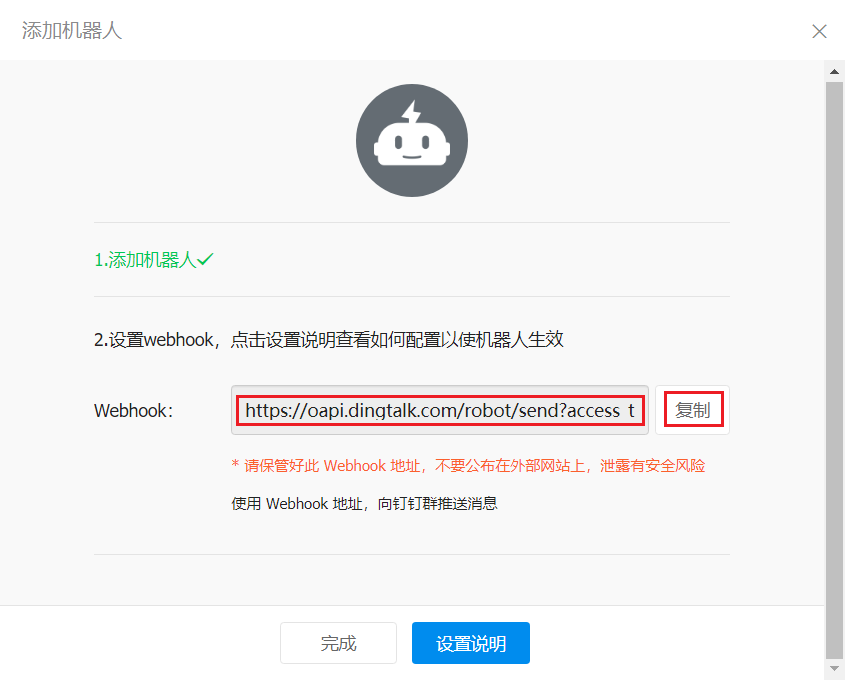 添加机器人
1.添加机器人
2.设置webhook，点击设置说明查看如何配置以使机器人生效
Webhook: https://oapi.dingtalk.com/robot/send?access_t 复制
* 请保管好此 Webhook 地址，不要公布在外部网站上，泄露有安全风险
使用 Webhook 地址，向钉钉群推送消息
完成 设置说明